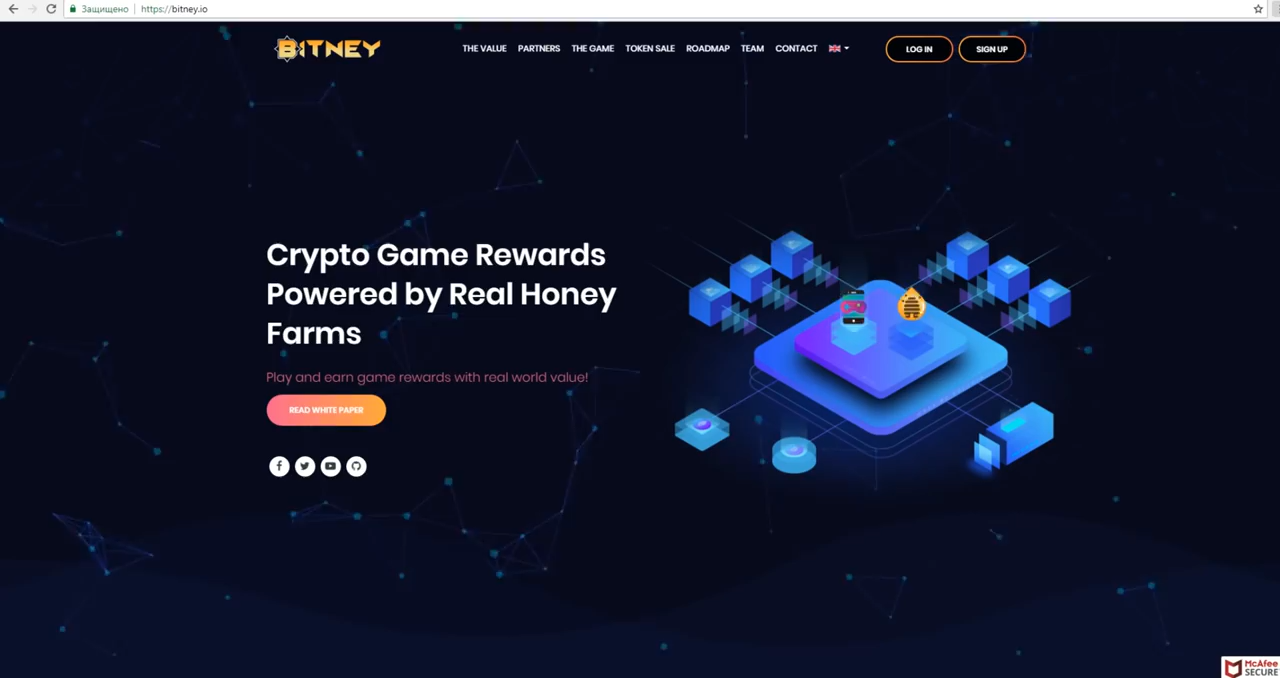 Защищено
https://bitney.io
BITNEY
THE VALUE
PARTNERS
THE GAME
TOKEN SALE
ROADMAP
TEAM
CONTACT
LOG IN
SIGN UP
Crypto Game Rewards
Powered by Real Honey
Farms
Play and earn game rewards with real world value!
READ WHITE PAPER
McAfee
SECURE